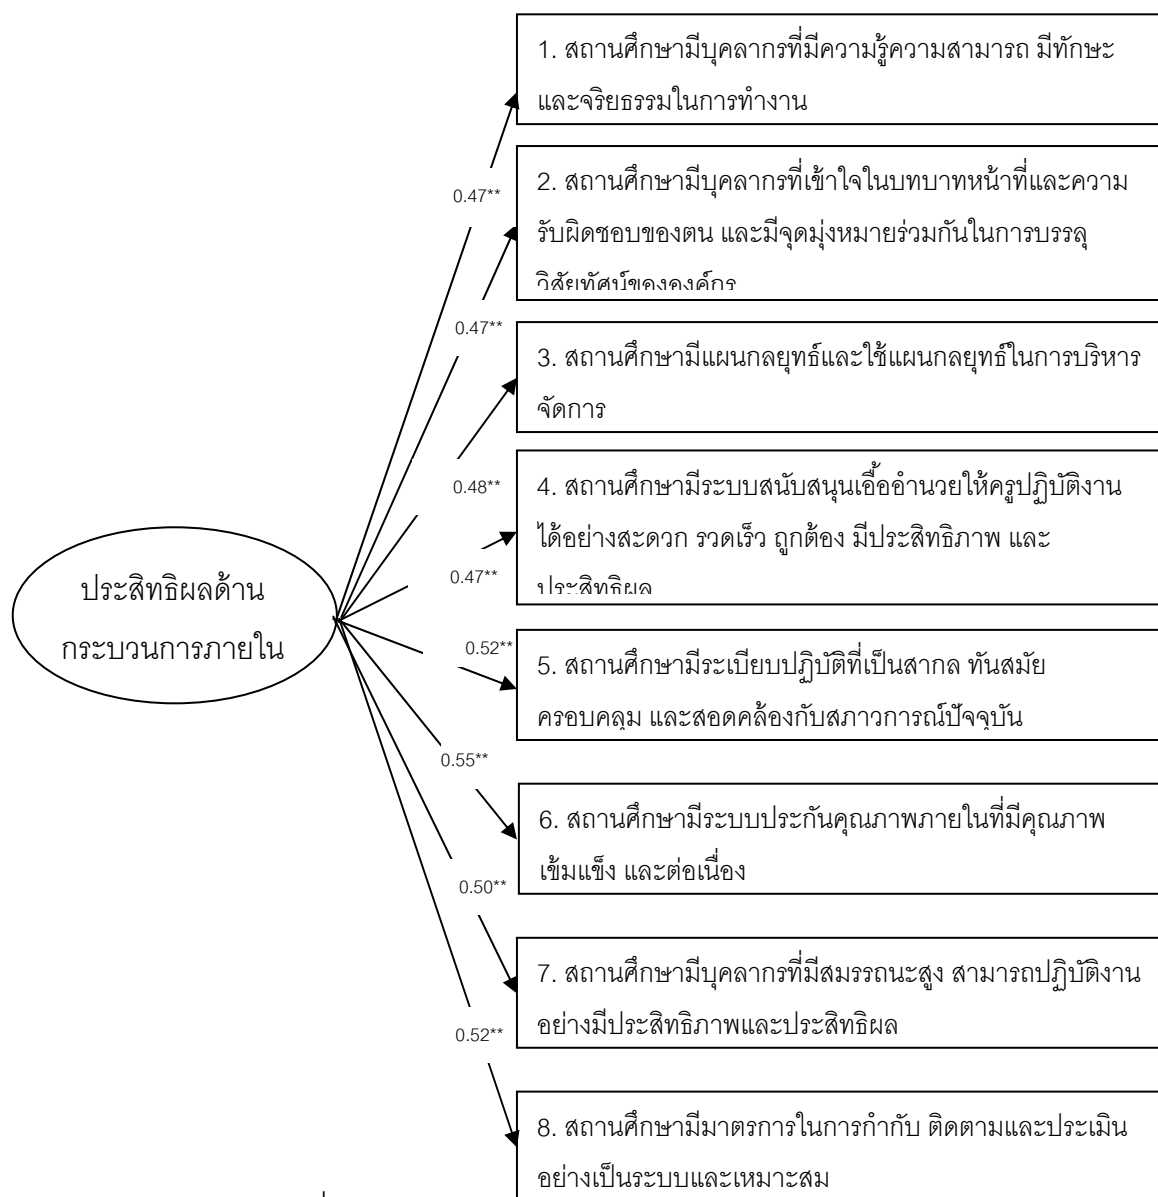 1. สถานศึกษามีบุคลากรที่มีความรู้ความสามารถ มีทักษะ
และจริยธรรมในการทำงาน
0.47**
2. สถานศึกษามีบุคลากรที่เข้าใจในบทบาทหน้าที่และความ
รับผิดชอบของตน และมีจุดมุ่งหมายร่วมกันในการบรรลุ
วิสัยทัศน์ขององค์กร
0.47**
3. สถานศึกษามีแผนกลยุทธ์และใช้แผนกลยุทธ์ในการบริหาร
จัดการ
0.48**
4. สถานศึกษามีระบบสนับสนุนเอื้ออำนวยให้ครูปฏิบัติงาน
ได้อย่างสะดวก รวดเร็ว ถูกต้อง มีประสิทธิภาพ และ
ประสิทธิผล
0.47**
ประสิทธิผลด้าน
กระบวนการภายใน
0.52**
5. สถานศึกษามีระเบียบปฏิบัติที่เป็นสากล ทันสมัย
ครอบคลุม และสอดคล้องกับสภาวการณ์ปัจจุบัน
0.55**
6. สถานศึกษามีระบบประกันคุณภาพภายในที่มีคุณภาพ
เข้มแข็ง และต่อเนื่อง
0.50**
7. สถานศึกษามีบุคลากรที่มีสมรรถนะสูง สามารถปฏิบัติงาน
อย่างมีประสิทธิภาพและประสิทธิผล
0.52**
8. สถานศึกษามีมาตรการในการกำกับ ติดตามและประเมิน
อย่างเป็นระบบและเหมาะสม